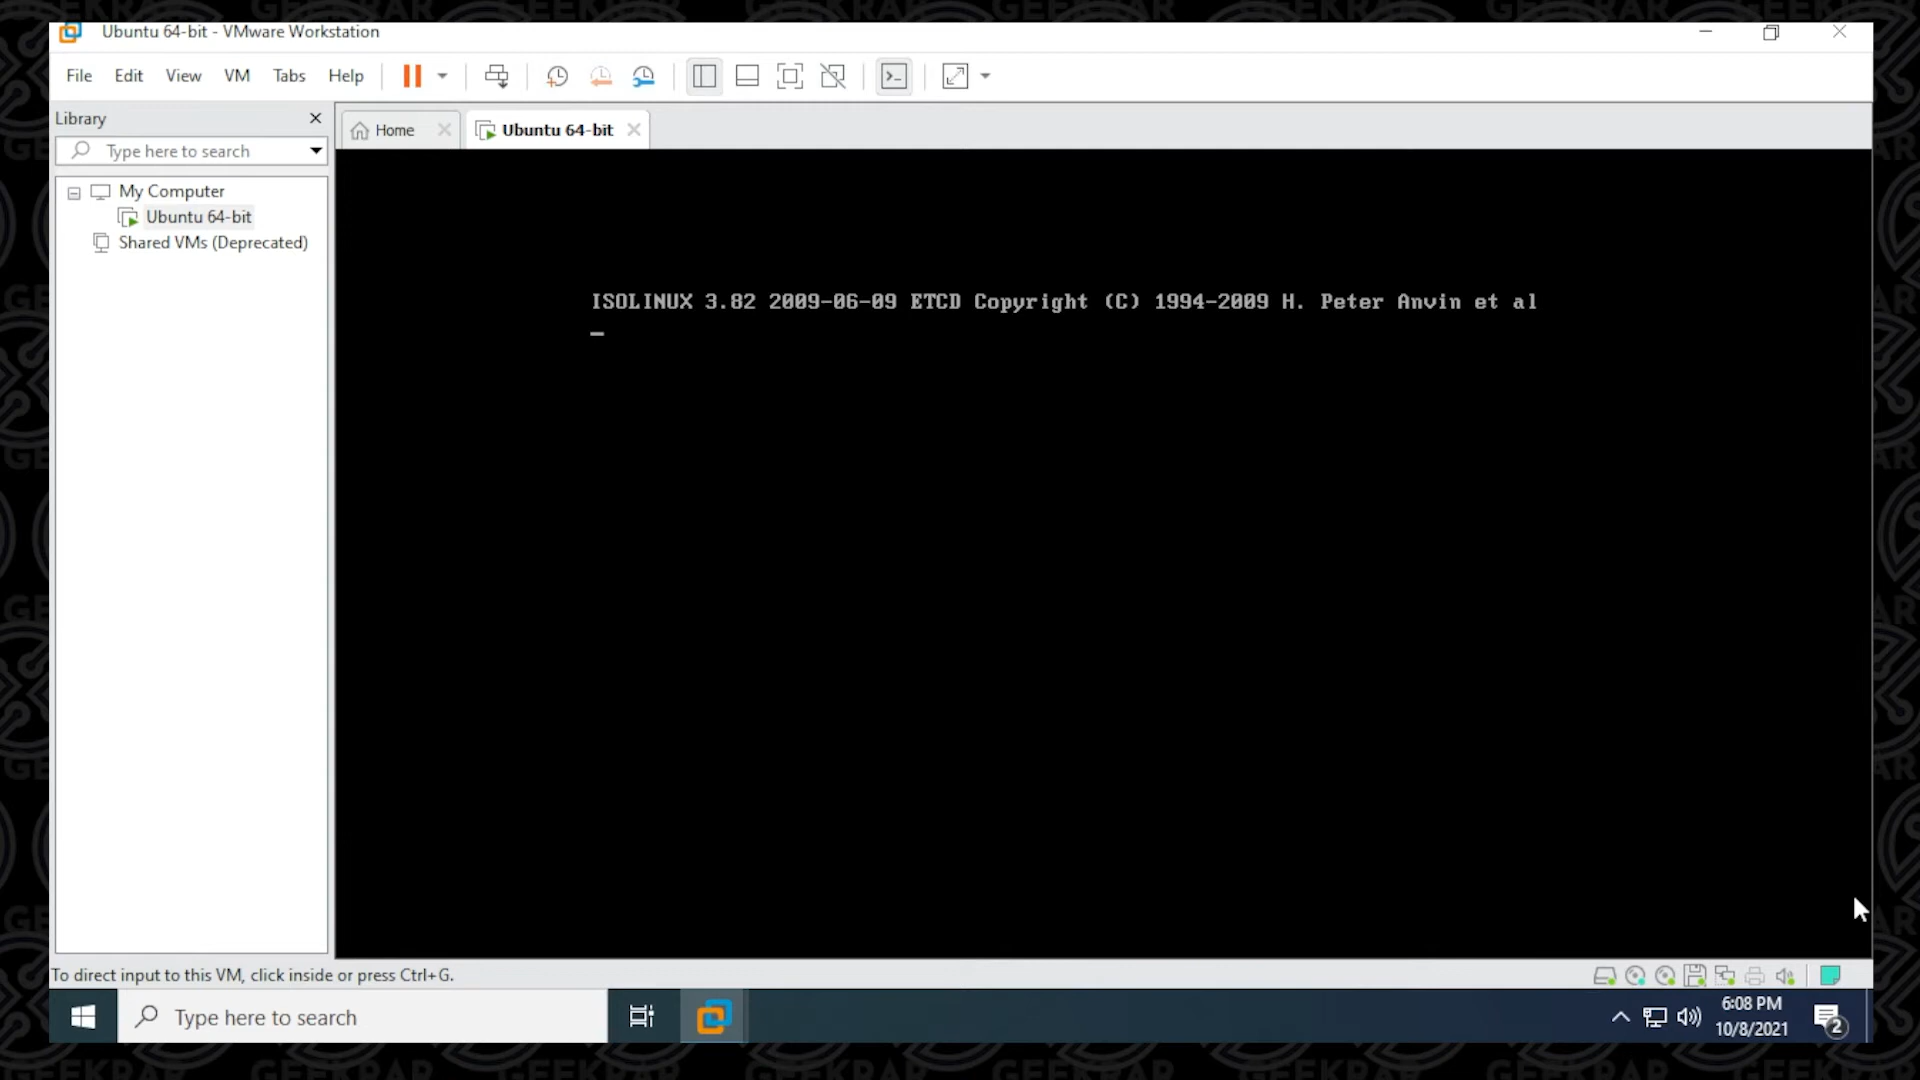 Ubuntu 64-bit - VMware Workstation
File Edit View VM Tabs Help
Library
Type here to search
My Computer
Ubuntu 64-bit
Shared VMs (Deprecated)
Home
Ubuntu 64-bit
ISOLINUX 3.82 2009-06-09 ETCD Copyright (C) 1994-2009 H. Peter Anvin et al
To direct input to this VM, click inside or press Ctrl+G.
Type here to search
6:08 PM
10/8/2021
2
GEEKRAR